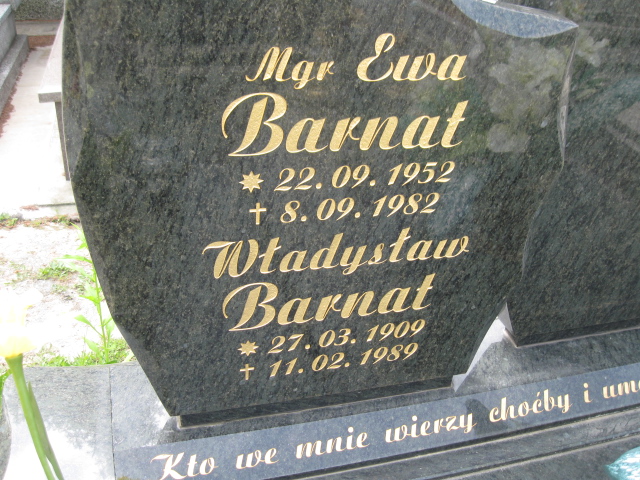 Mgr Ewa
Barnat
* 22. 09. 1952
† 8. 09. 1982
Władysław
Barnat
* 27. 03. 1909
† 11. 02. 1989
Kto we mnie wierzy choćby i